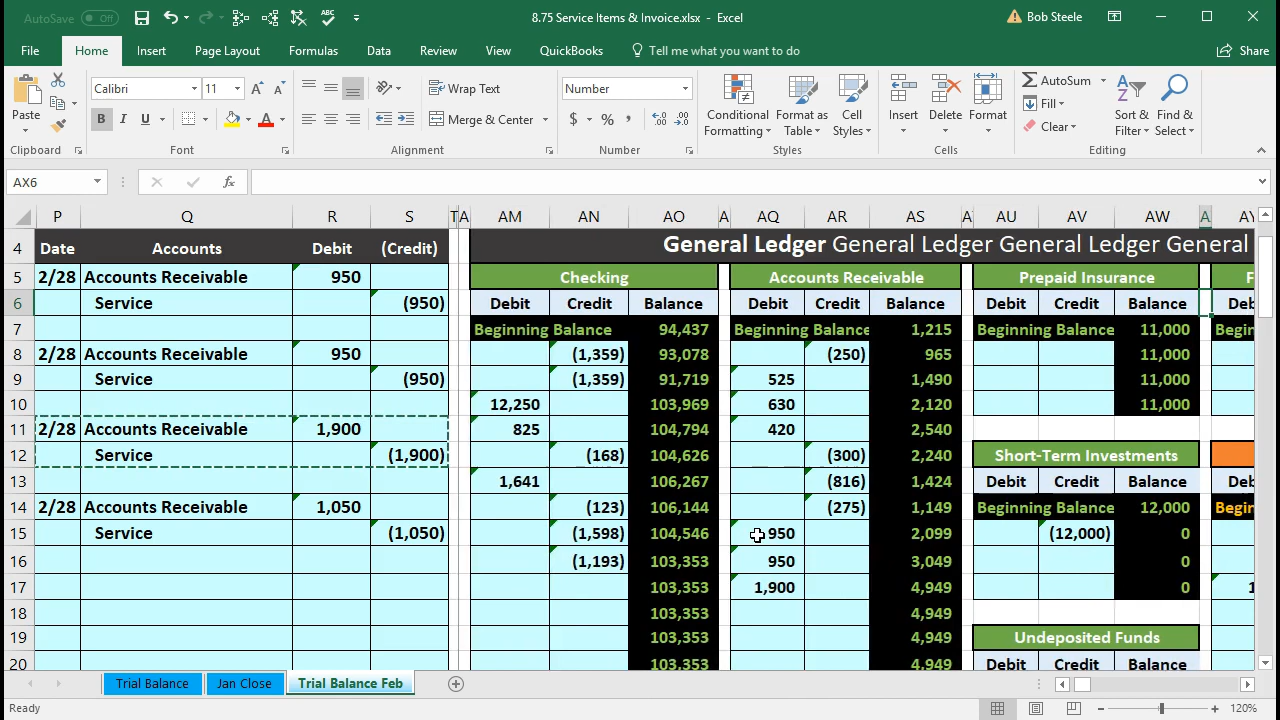 AutoSave Off 8.75 Service Items & Invoice.xlsx - Excel Bob Steele
File Home Insert Page Layout Formulas Data Review View QuickBooks Tell me what you want to do Share
Paste Calibri 11 Wrap Text Number AutoSum
B I U Merge & Center $ % , Conditional Formatting Format as Table Cell Styles Insert Delete Format Fill Clear Sort & Filter Find & Select
Clipboard Font Alignment Number Styles Cells Editing
AX6 fx
P Q R S T A AM AN AO A AQ AR AS A AU AV AW A AY
4 Date Accounts Debit (Credit) General Ledger General Ledger General Ledger General
5 2/28 Accounts Receivable 950 Checking Accounts Receivable Prepaid Insurance F
6 Service (950) Debit Credit Balance Debit Credit Balance Debit Credit Balance Deb
7 Beginning Balance 94,437 Beginning Balance 1,215 Beginning Balance 11,000 Begin
8 2/28 Accounts Receivable 950 (1,359) 93,078 (250) 965 11,000
9 Service (950) (1,359) 91,719 525 1,490 11,000
10 12,250 103,969 630 2,120 11,000
11 2/28 Accounts Receivable 1,900 825 104,794 420 2,540
12 Service (1,900) (168) 104,626 (300) 2,240 Short-Term Investments
13 1,641 106,267 (816) 1,424 Debit Credit Balance Deb
14 2/28 Accounts Receivable 1,050 (123) 106,144 (275) 1,149 Beginning Balance 12,000 Begin
15 Service (1,050) (1,598) 104,546 950 2,099 (12,000) 0
16 (1,193) 103,353 950 3,049 0
17 103,353 1,900 4,949 0 1
18 103,353 4,949
19 103,353 4,949 Undeposited Funds
20 103,353 4,949 Debit Credit Balance
Trial Balance Jan Close Trial Balance Feb
Ready 120%